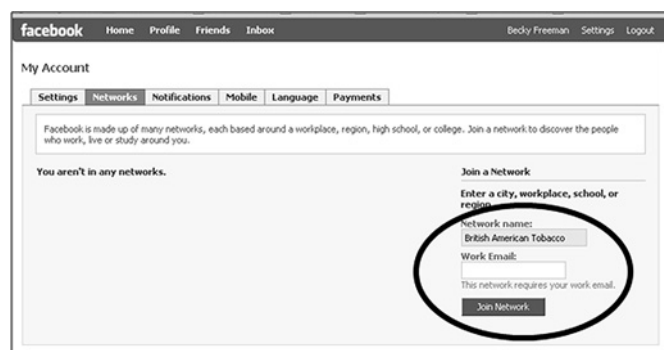 facebook Home Profile Friends Inbox Becky Freeman Settings Logout
My Account
Settings Networks Notifications Mobile Language Payments
Facebook is made up of many networks, each based around a workplace, region, high school, or college. Join a network to discover the people
who work, live or study around you.
You aren't in any networks.
Join a Network
Enter a city, workplace, school, or
region.
Network name:
British American Tobacco
Work Email:
This network requires your work email.
Join Network